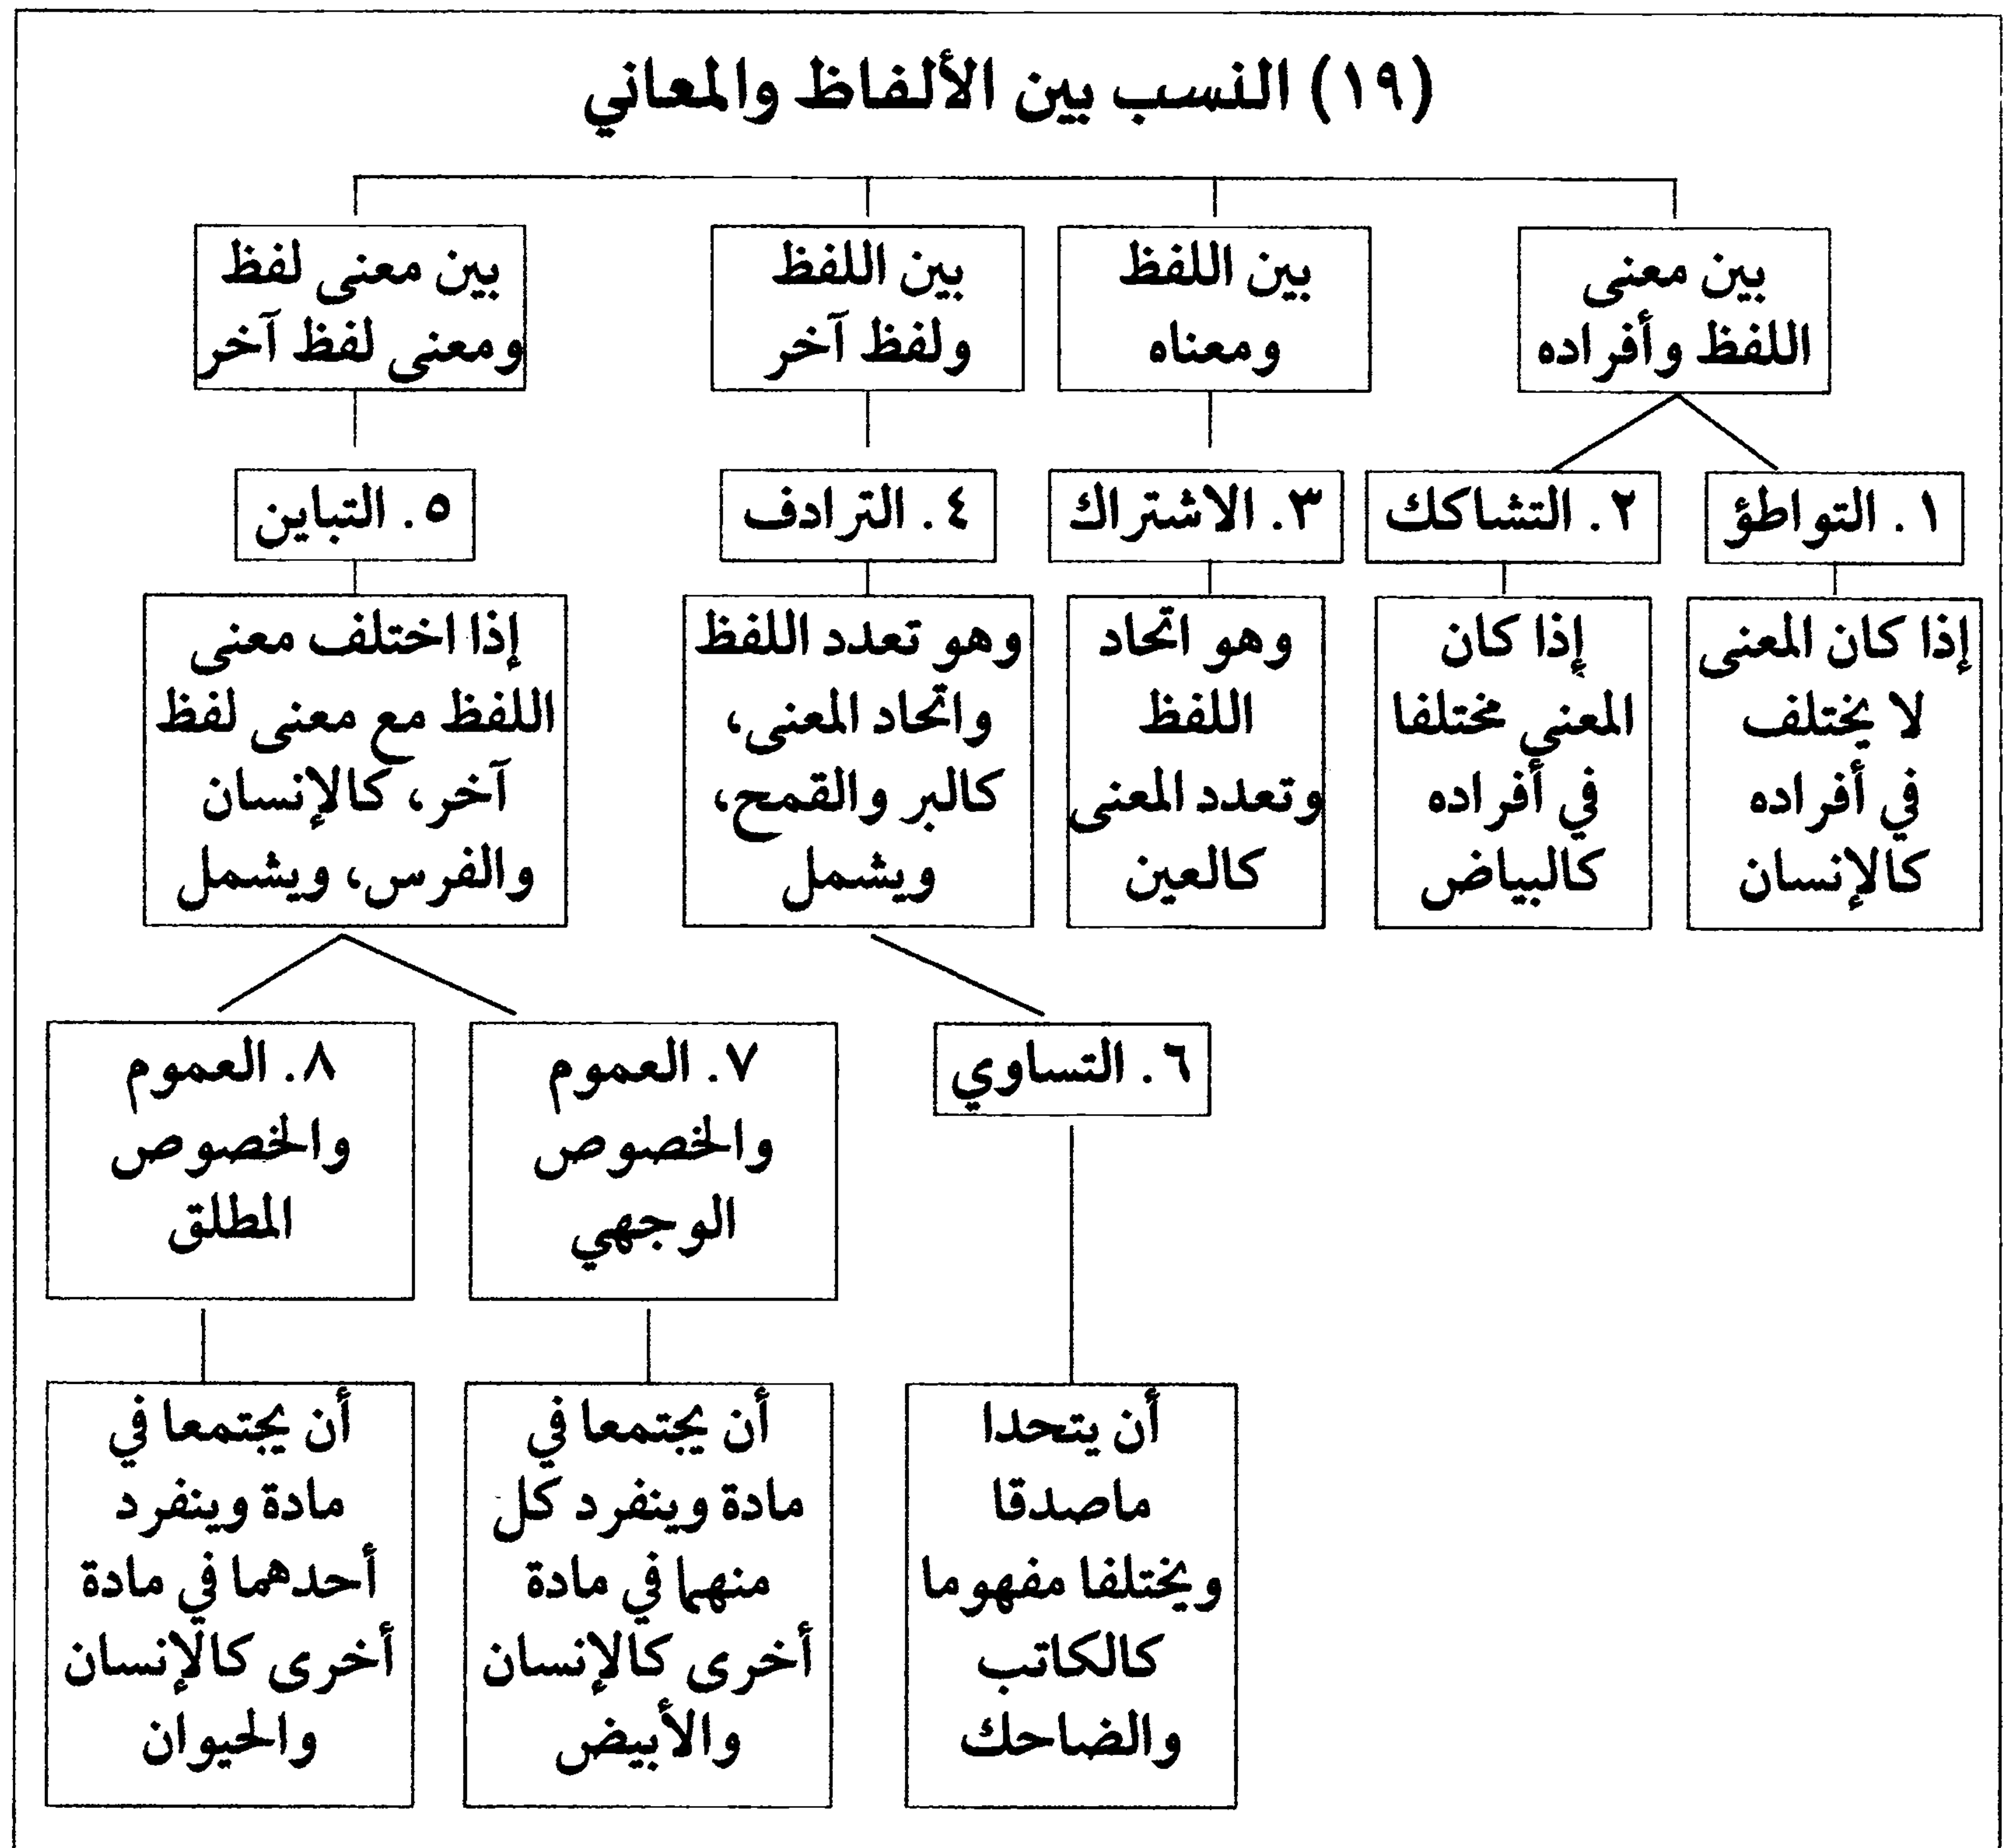 (١٩) النسب بين الألفاظ والمعاني
بين معنى
اللفظ وأفراده
بين اللفظ
ومعناه
بين اللفظ
ولفظ آخر
بين معنى لفظ
ومعنى لفظ آخر
١. التواطؤ
٢. التشاكك
٣. الاشتراك
٤. الترادف
٥. التباين
إذا كان المعنى
لا يختلف
في أفراده
كالإنسان
إذا كان
المعنى مختلفا
في أفراده
كالبياض
وهو اتحاد
اللفظ
وتعدد المعنى
كالعين
وهو تعدد اللفظ
واتحاد المعنى،
كالبر والقمح،
ويشمل
إذا اختلف معنى
اللفظ مع معنى لفظ
آخر، كالإنسان
والفرس، ويشمل
٦. التساوي
٧. العموم
والخصوص
الوجهي
٨. العموم
والخصوص
المطلق
أن يتحدا
ماصدقا
ويختلفا مفهوما
كالكاتب
والضاحك
أن يجتمعا في
مادة وينفرد كل
منهما في مادة
أخرى كالإنسان
والأبيض
أن يجتمعا في
مادة وينفرد
أحدهما في مادة
أخرى كالإنسان
والحيوان